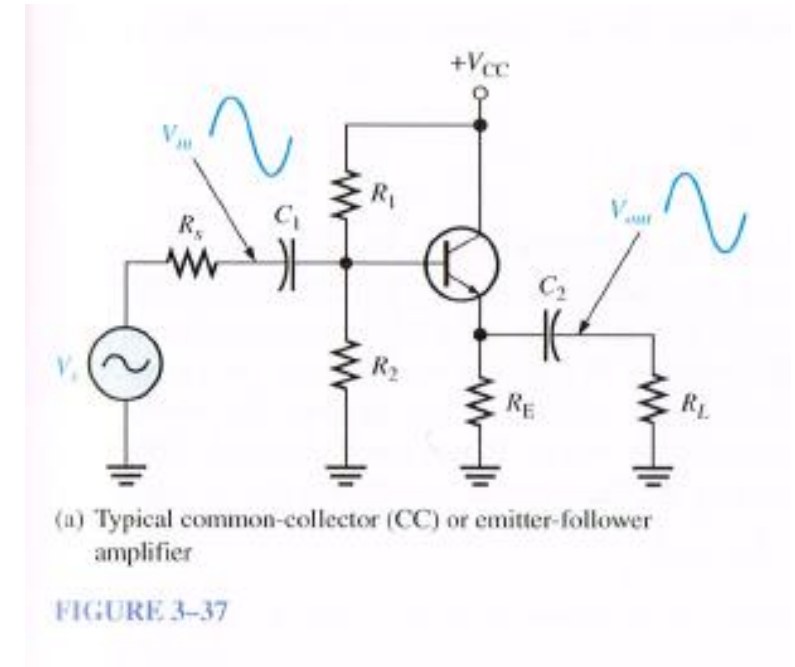 +VCC
Vin
R1
Rs
C1
Vout
C2
Vs
R2
RE
RL
(a) Typical common-collector (CC) or emitter-follower
amplifier
FIGURE 3–37